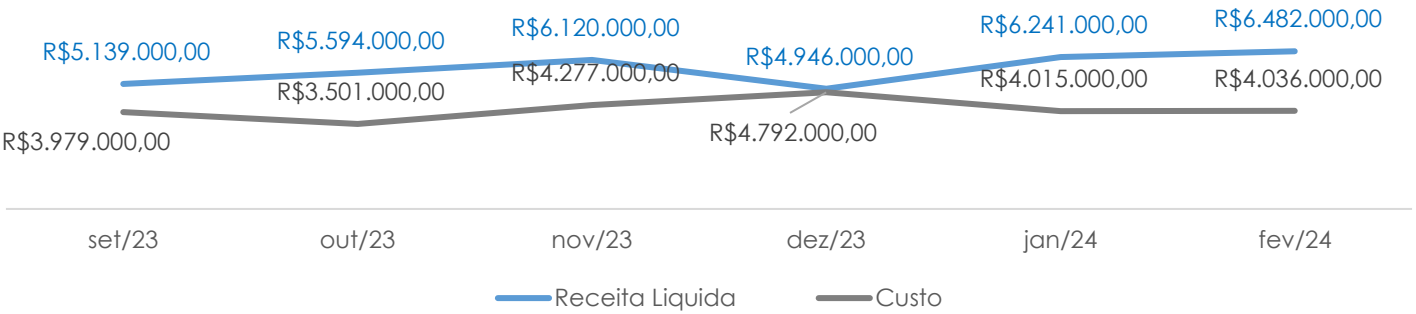 R$5.139.000,00
R$5.594.000,00
R$6.120.000,00
R$4.946.000,00
R$6.241.000,00
R$6.482.000,00
R$3.979.000,00
R$3.501.000,00
R$4.277.000,00
R$4.792.000,00
R$4.015.000,00
R$4.036.000,00
set/23 out/23 nov/23 dez/23 jan/24 fev/24
Receita Liquida Custo